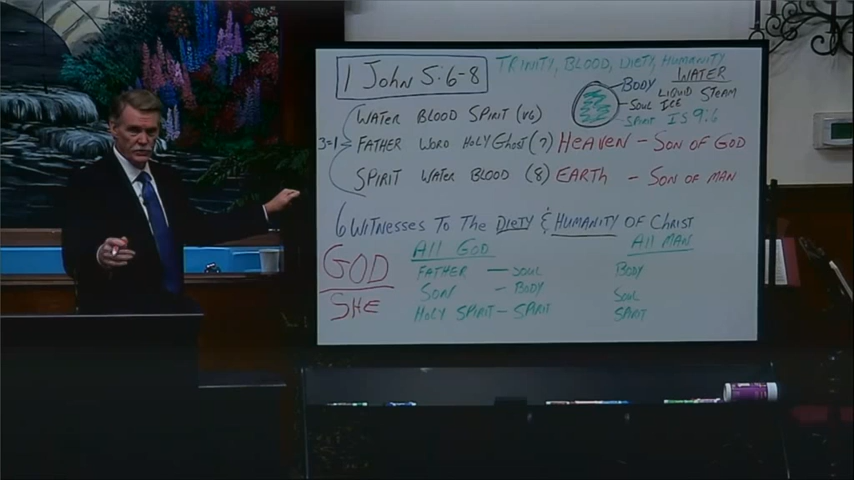 1 JOHN 5:6-8
TRINITY, BLOOD, DIETY, HUMANITY
BODY WATER
LIQUID STEAM
SOUL ICE
SPIRIT IS 9:6
WATER BLOOD SPIRIT (V6)
3=1 FATHER WORD HOLY GHOST (7) HEAVEN - SON OF GOD
SPIRIT WATER BLOOD (8) EARTH - SON OF MAN
6 WITNESSES TO THE DIETY & HUMANITY OF CHRIST
GOD
SHE
ALL GOD
FATHER - SOUL
SON - BODY
HOLY SPIRIT - SPIRIT
ALL MAN
BODY
SOUL
SPIRIT